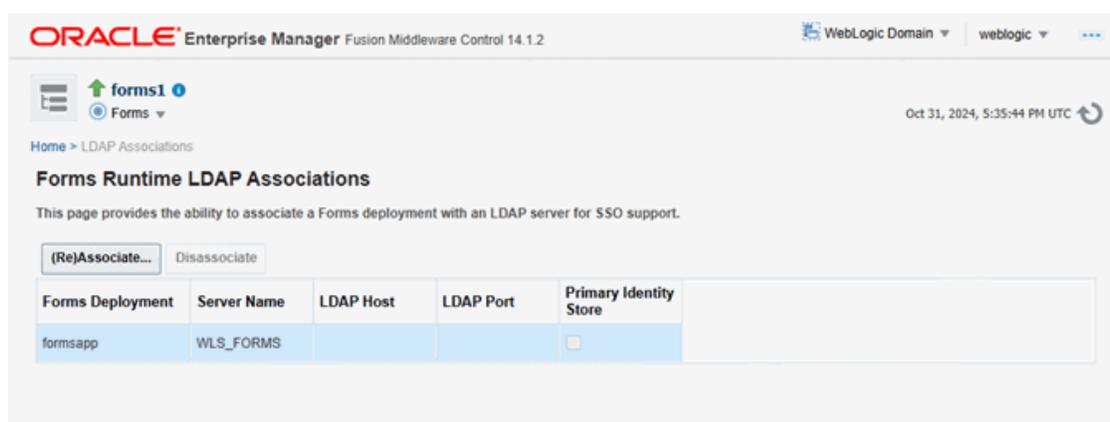 ORACLE Enterprise Manager Fusion Middleware Control 14.1.2 WebLogic Domain weblogic
forms1
Forms
Oct 31, 2024, 5:35:44 PM UTC
Home > LDAP Associations
Forms Runtime LDAP Associations
This page provides the ability to associate a Forms deployment with an LDAP server for SSO support.
(Re)Associate... Disassociate
Forms Deployment Server Name LDAP Host LDAP Port Primary Identity Store
formsapp WLS_FORMS